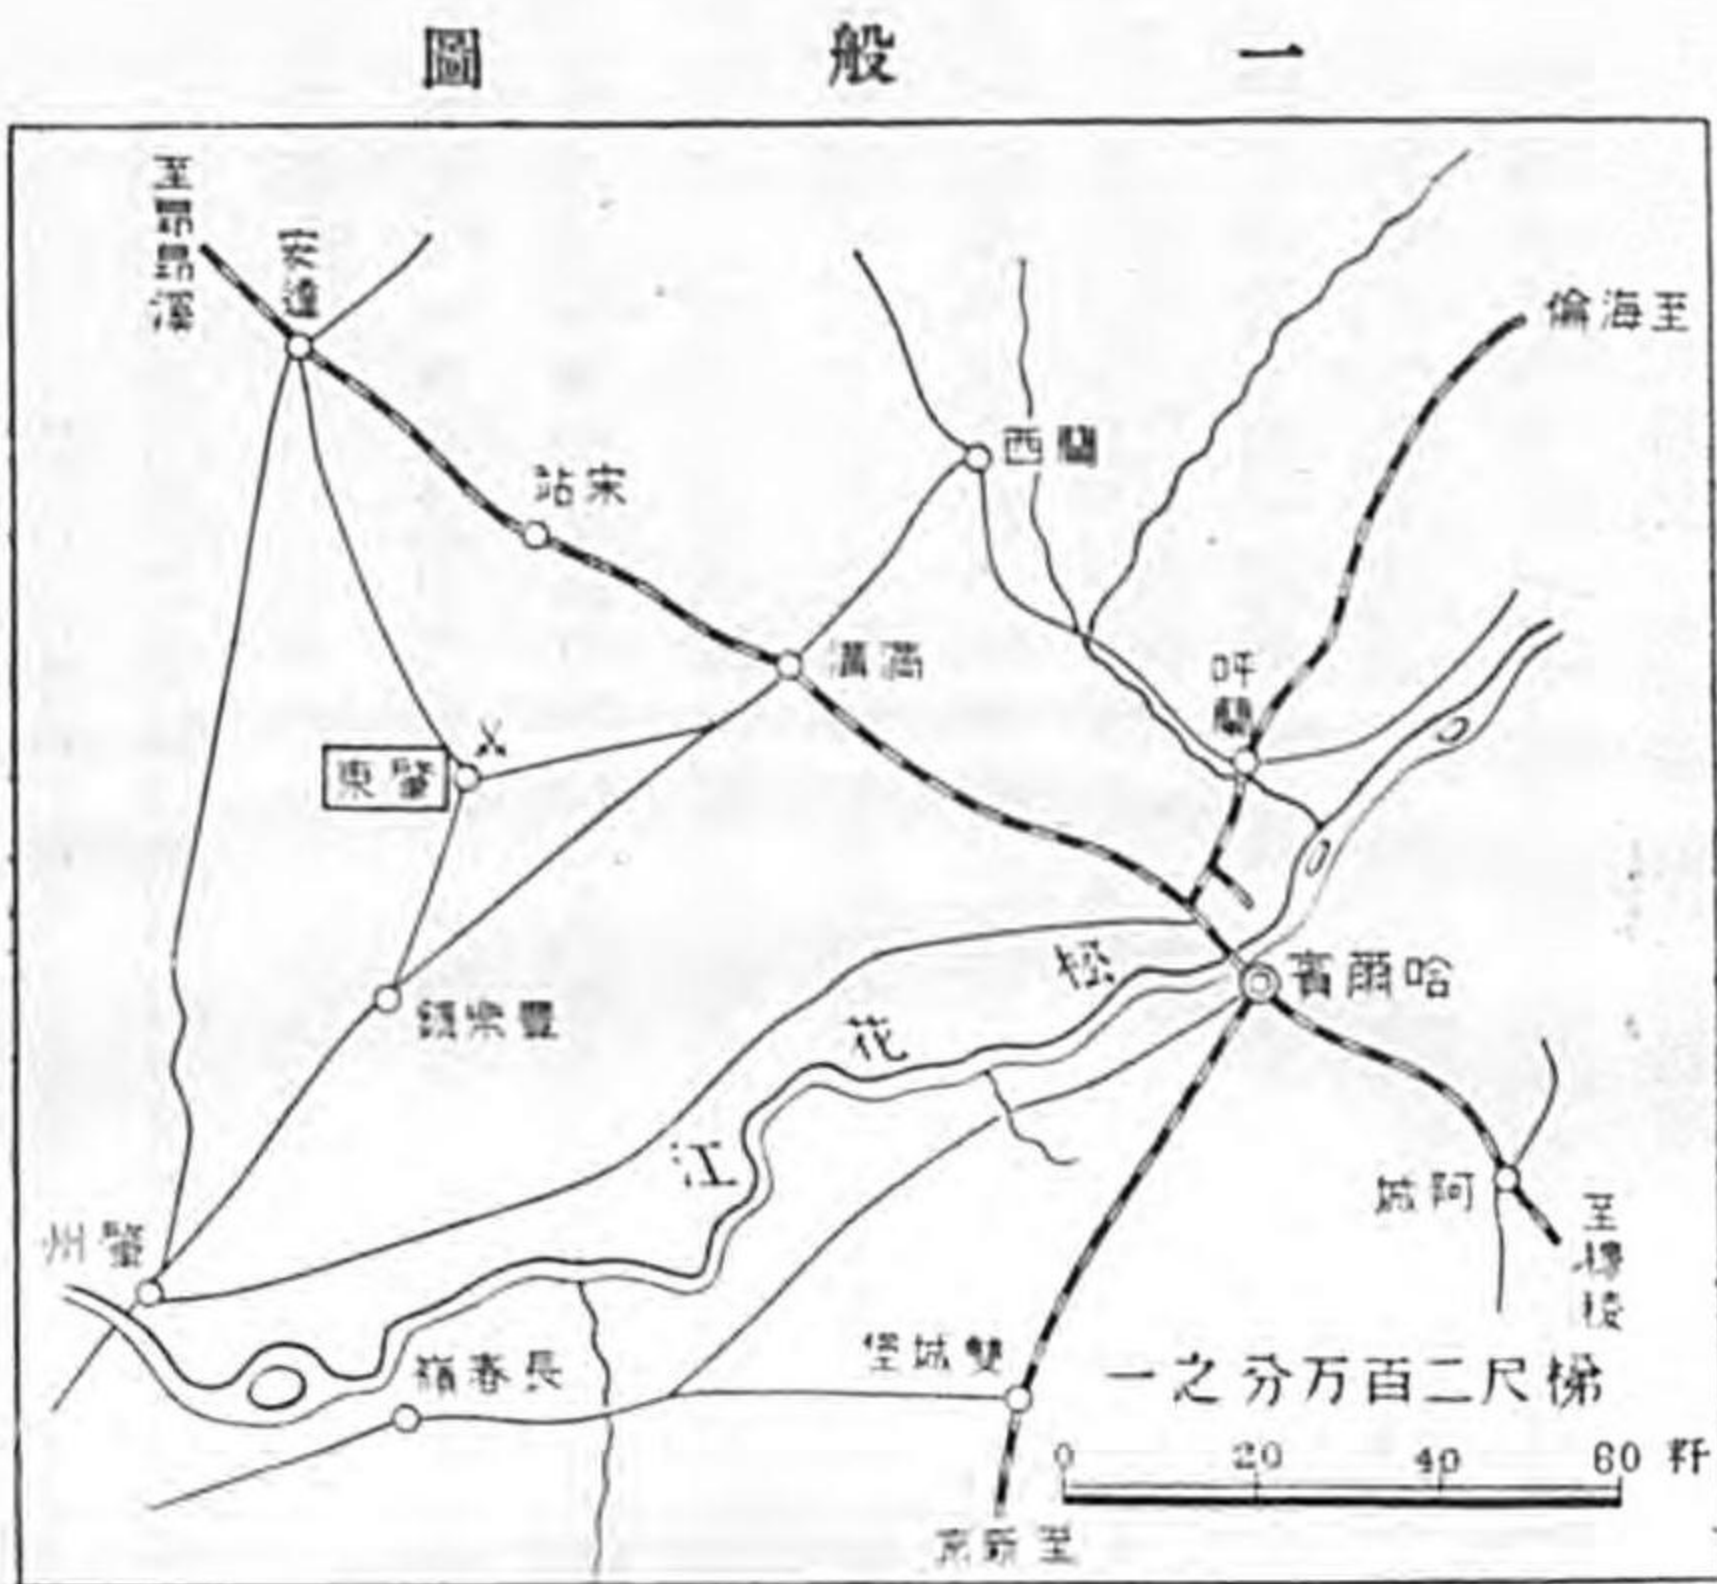 一般圖
至昂昂溪
安達
至海倫
蘭西
宋站
滿溝
呼蘭
肇東
哈爾賓
松花江
豐樂鎮
阿城
至穆稜
肇州
長春嶺
雙城堡
梯尺二百万分之一
0 20 40 60 粁
至新京